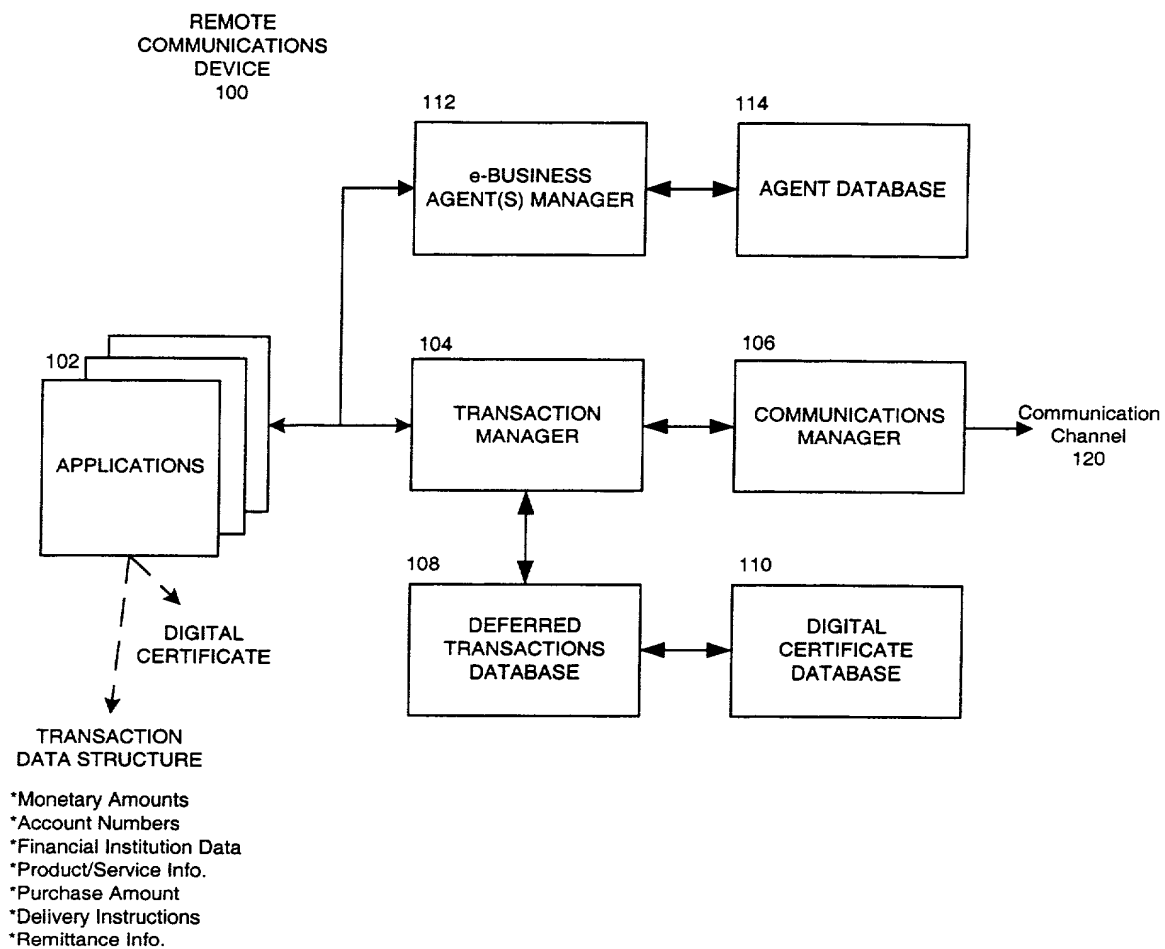 REMOTE
COMMUNICATIONS
DEVICE
100
112
e-BUSINESS
AGENT(S) MANAGER
114
AGENT DATABASE
102
APPLICATIONS
104
TRANSACTION
MANAGER
106
COMMUNICATIONS
MANAGER
Communication
Channel
120
108
DEFERRED
TRANSACTIONS
DATABASE
110
DIGITAL
CERTIFICATE
DATABASE
DIGITAL
CERTIFICATE
TRANSACTION
DATA STRUCTURE
*Monetary Amounts
*Account Numbers
*Financial Institution Data
*Product/Service Info.
*Purchase Amount
*Delivery Instructions
*Remittance Info.